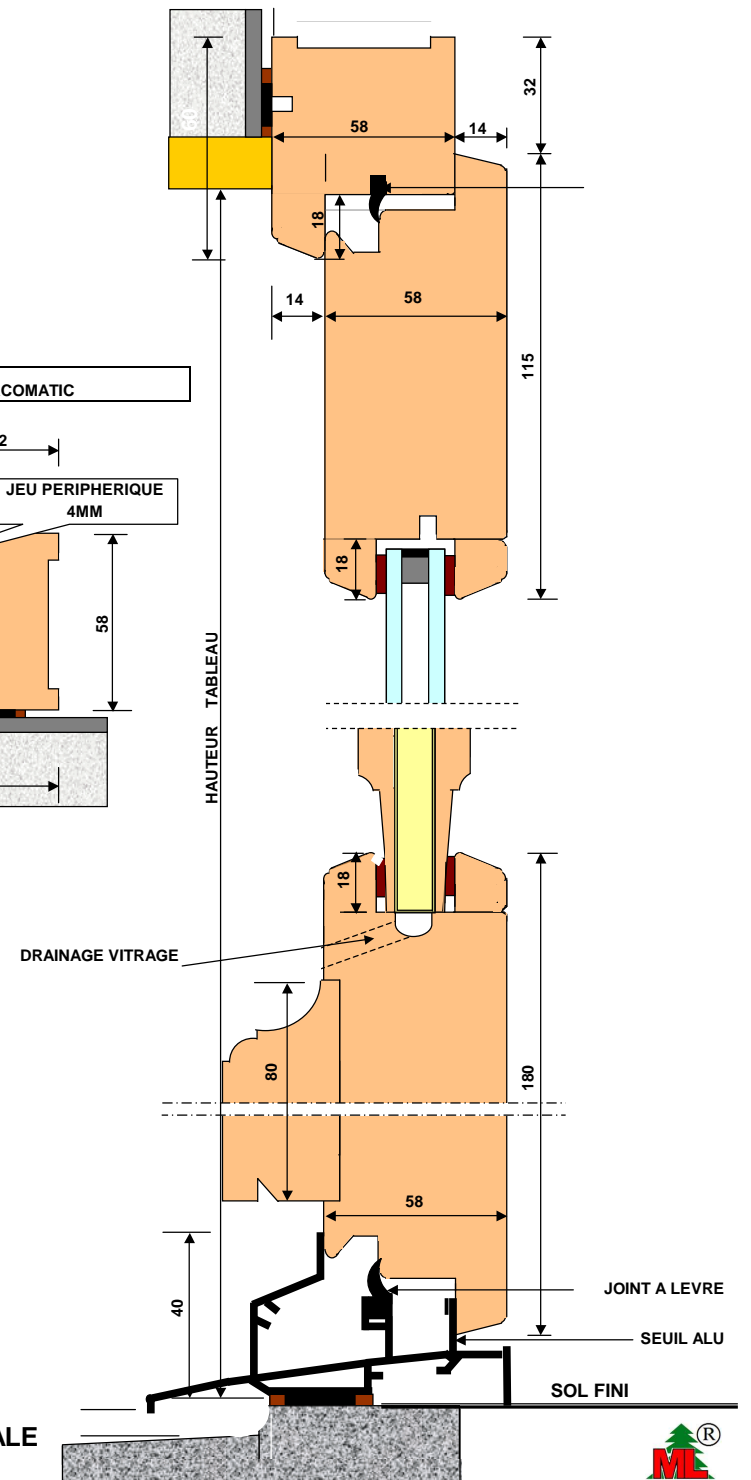 32
58
14
18
14
58
115
COMATIC
2
JEU PERIPHERIQUE
4MM
18
58
HAUTEUR TABLEAU
18
DRAINAGE VITRAGE
80
180
58
40
JOINT A LEVRE
SEUIL ALU
SOL FINI
ALE
ML®